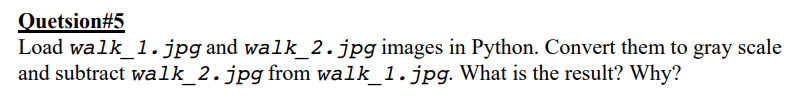 Quetsion#5
Load walk_1.jpg and walk_2.jpg images in Python. Convert them to gray scale
and subtract walk_2.jpg from walk_1.jpg. What is the result? Why?